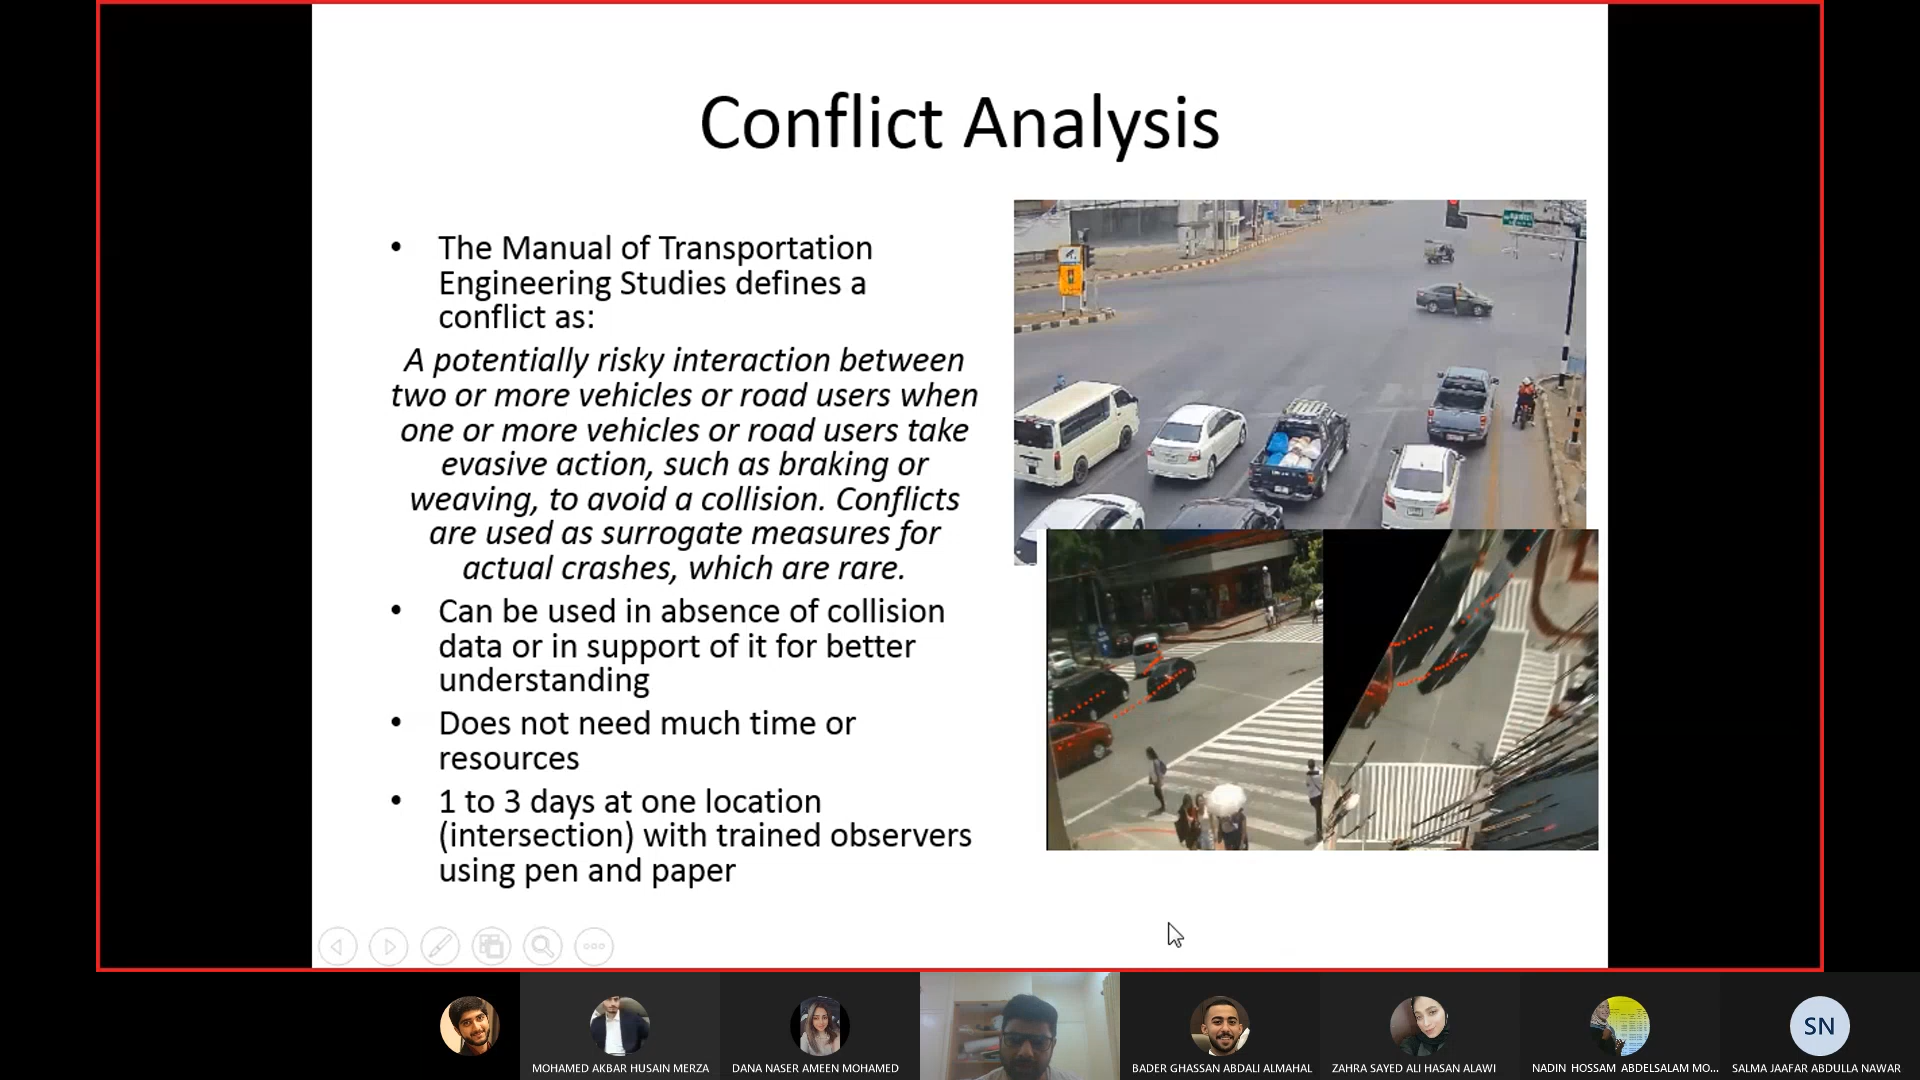 Conflict Analysis
• The Manual of Transportation
Engineering Studies defines a
conflict as:
A potentially risky interaction between
two or more vehicles or road users when
one or more vehicles or road users take
evasive action, such as braking or
weaving, to avoid a collision. Conflicts
are used as surrogate measures for
actual crashes, which are rare.
• Can be used in absence of collision
data or in support of it for better
understanding
• Does not need much time or
resources
• 1 to 3 days at one location
(intersection) with trained observers
using pen and paper
SN
MOHAMED AKBAR HUSAIN MERZA
DANA NASER AMEEN MOHAMED
BADER GHASSAN ABDALI ALMAHAL
ZAHRA SAYED ALI HASAN ALAWI
NADIN HOSSAM ABDELSALAM MO...
SALMA JAAFAR ABDULLA NAWAR